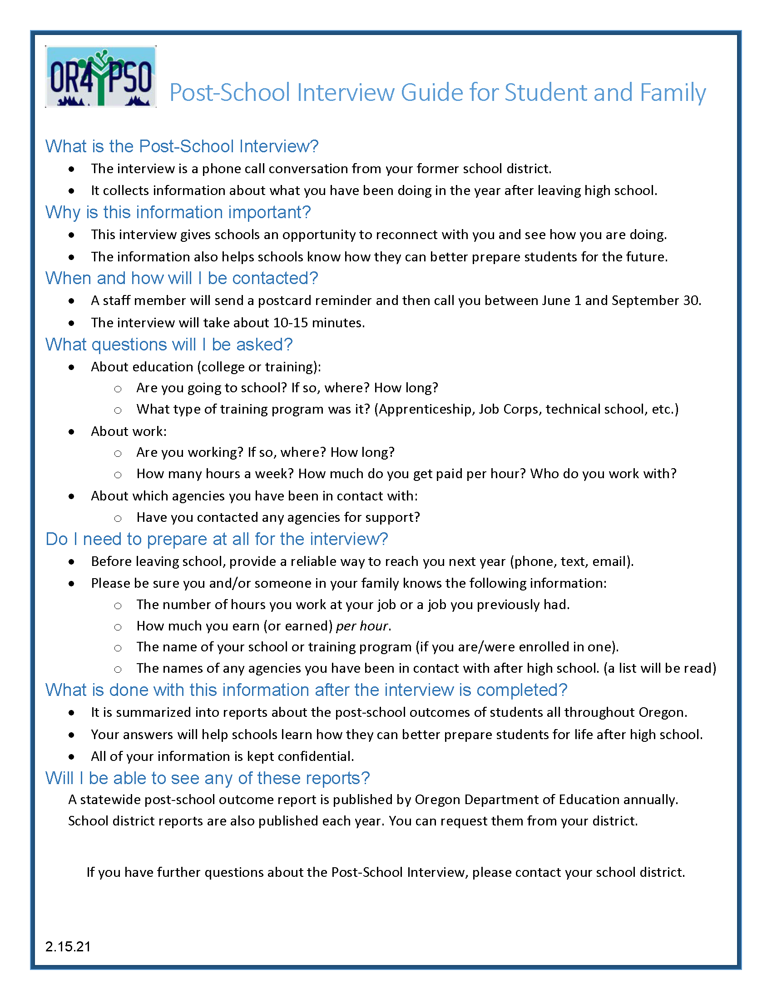 OR4PSO
Post-School Interview Guide for Student and Family
What is the Post-School Interview?
• The interview is a phone call conversation from your former school district.
• It collects information about what you have been doing in the year after leaving high school.
Why is this information important?
• This interview gives schools an opportunity to reconnect with you and see how you are doing.
• The information also helps schools know how they can better prepare students for the future.
When and how will I be contacted?
• A staff member will send a postcard reminder and then call you between June 1 and September 30.
• The interview will take about 10-15 minutes.
What questions will I be asked?
• About education (college or training):
o Are you going to school? If so, where? How long?
o What type of training program was it? (Apprenticeship, Job Corps, technical school, etc.)
• About work:
o Are you working? If so, where? How long?
o How many hours a week? How much do you get paid per hour? Who do you work with?
• About which agencies you have been in contact with:
o Have you contacted any agencies for support?
Do I need to prepare at all for the interview?
• Before leaving school, provide a reliable way to reach you next year (phone, text, email).
• Please be sure you and/or someone in your family knows the following information:
o The number of hours you work at your job or a job you previously had.
o How much you earn (or earned) per hour.
o The name of your school or training program (if you are/were enrolled in one).
o The names of any agencies you have been in contact with after high school. (a list will be read)
What is done with this information after the interview is completed?
• It is summarized into reports about the post-school outcomes of students all throughout Oregon.
• Your answers will help schools learn how they can better prepare students for life after high school.
• All of your information is kept confidential.
Will I be able to see any of these reports?
A statewide post-school outcome report is published by Oregon Department of Education annually.
School district reports are also published each year. You can request them from your district.
If you have further questions about the Post-School Interview, please contact your school district.
2.15.21